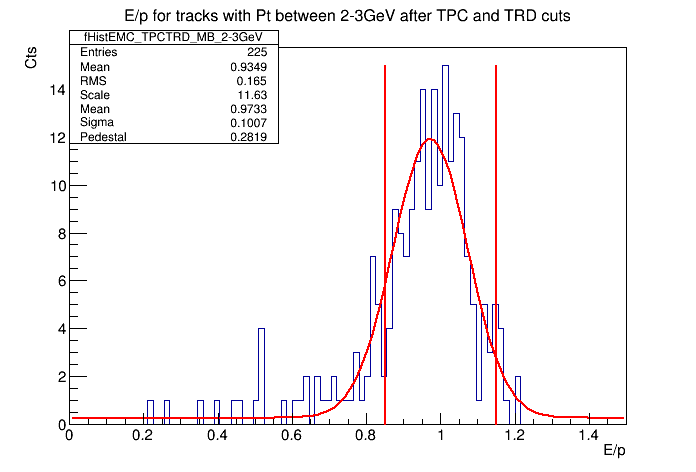 E/p for tracks with Pt between 2-3GeV after TPC and TRD cuts
fHistEMC_TPCTRD_MB_2-3GeV
Entries 225
Mean 0.9349
RMS 0.165
Scale 11.63
Mean 0.9733
Sigma 0.1007
Pedestal 0.2819
Cts
14
12
10
8
6
4
2
0
0 0.2 0.4 0.6 0.8 1 1.2 1.4
E/p